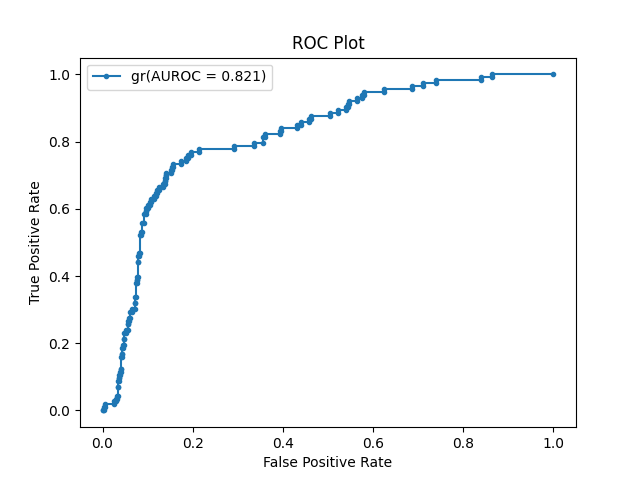 ROC Plot
gr(AUROC = 0.821)
True Positive Rate
1.0
0.8
0.6
0.4
0.2
0.0
0.0 0.2 0.4 0.6 0.8 1.0
False Positive Rate